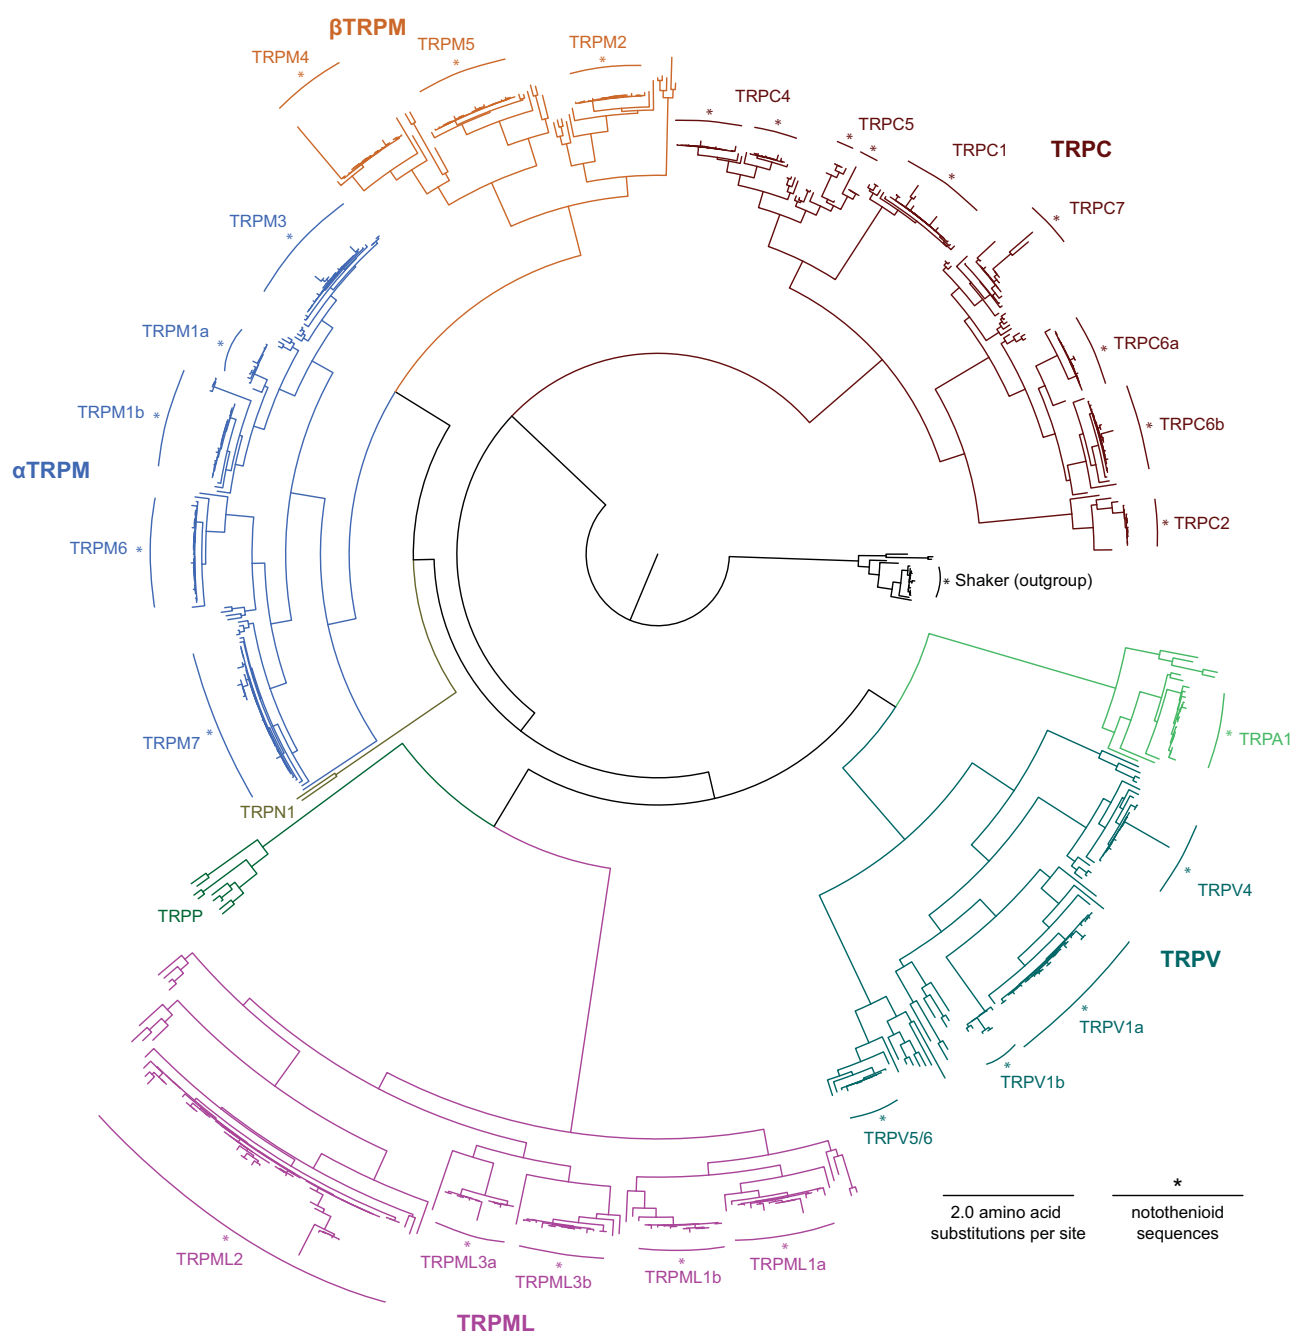 βTRPM
TRPM4
*
TRPM5
*
TRPM2
*
TRPC4
*
*
TRPC5
*
*
TRPC1
*
TRPC
TRPC7
*
TRPM3
*
TRPM1a
*
TRPC6a
*
TRPM1b
*
* TRPC6b
αTRPM
* TRPC2
TRPM6 *
* Shaker (outgroup)
TRPM7
*
*
TRPA1
TRPN1
TRPP
*
TRPV4
TRPV
*
TRPV1a
*
TRPV1b
*
TRPV5/6
*
TRPML2
*
TRPML3a
*
TRPML3b
*
TRPML1b
*
TRPML1a
TRPML
2.0 amino acid
substitutions per site
*
notothenioid
sequences